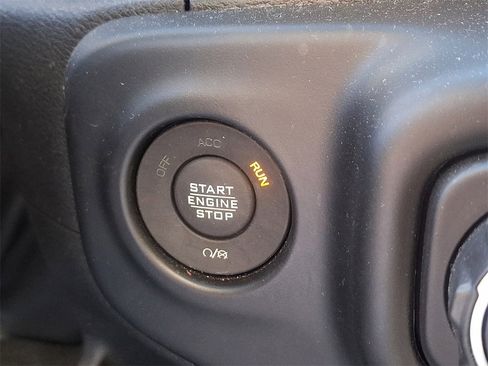 OFF ACC RUN
START
ENGINE
STOP